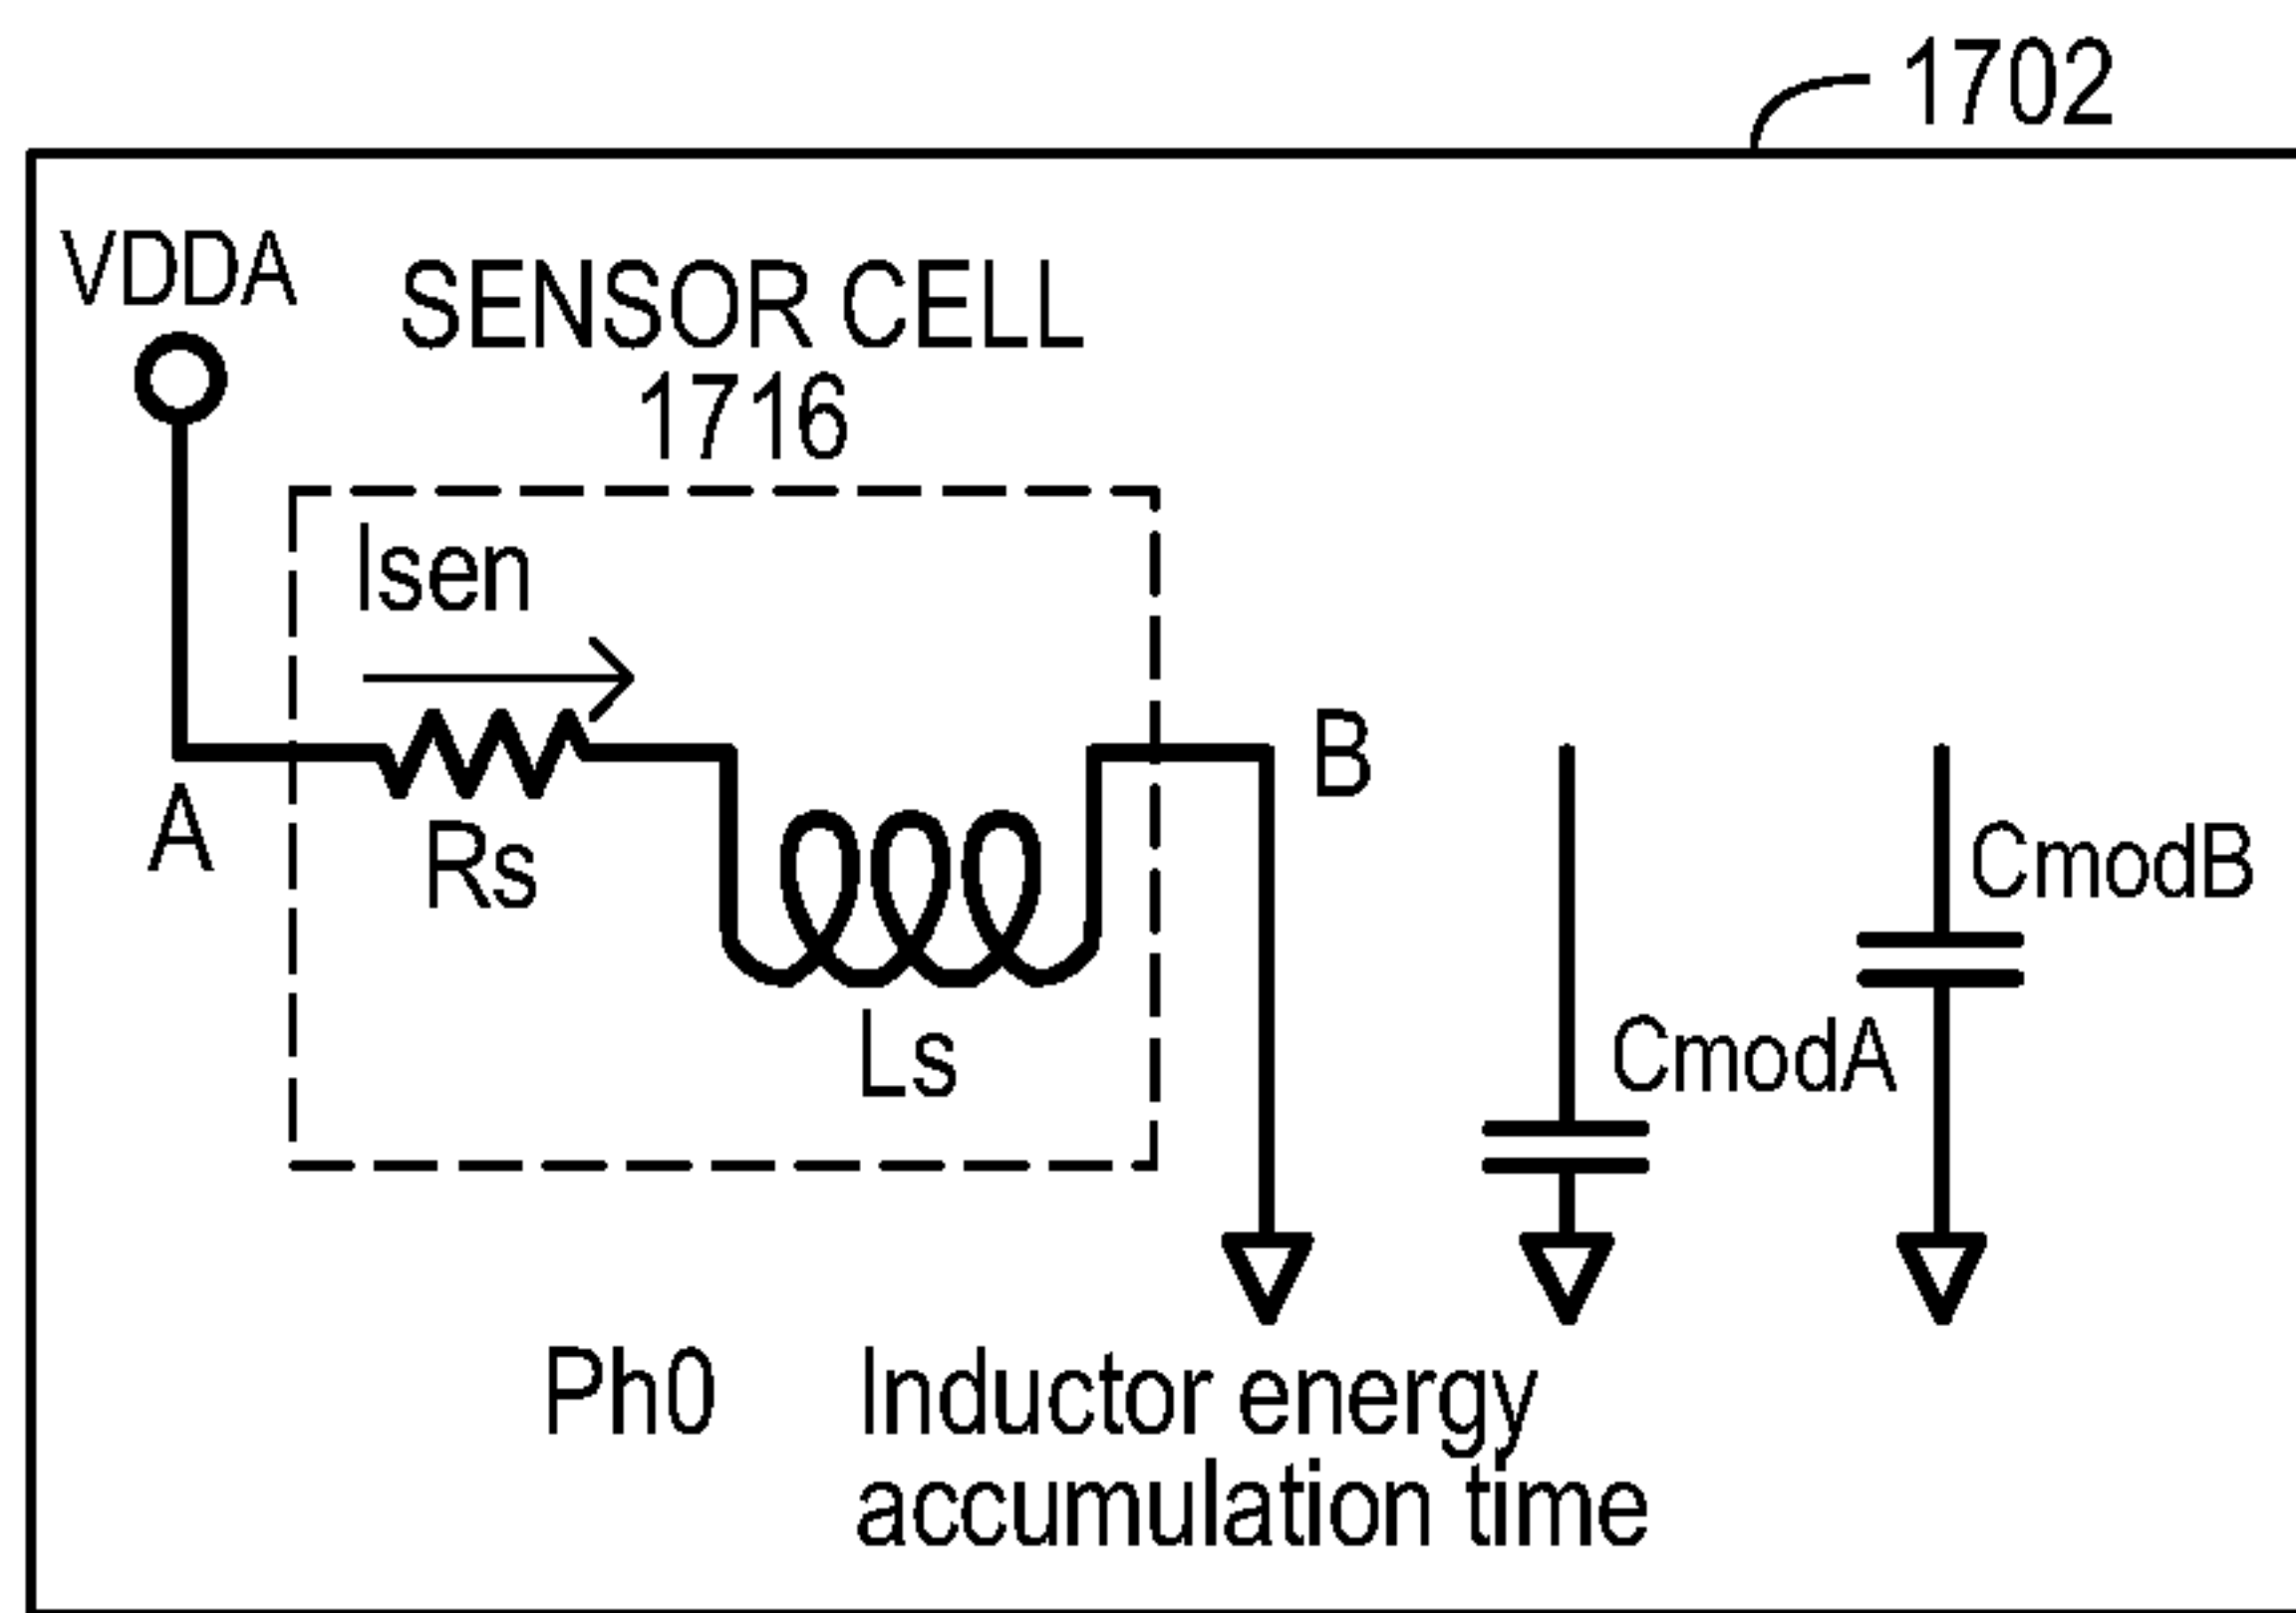 1702
VDDA
SENSOR CELL
1716
Isen
A
Rs
Ls
B
CmodA
CmodB
Ph0
Inductor energy
accumulation time